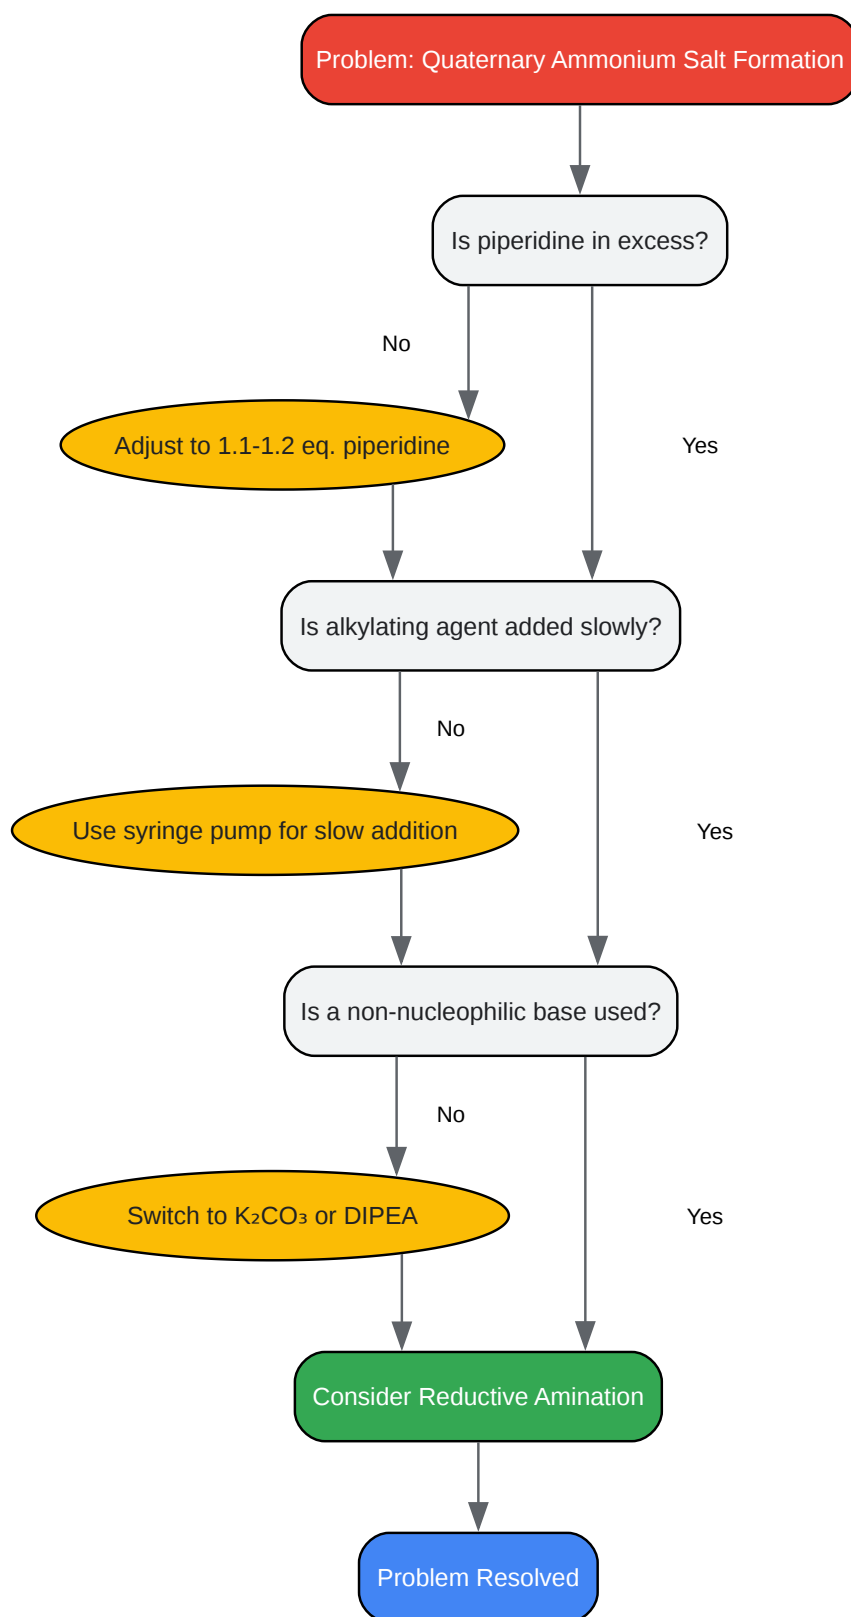 Problem: Quaternary Ammonium Salt Formation
Is piperidine in excess?
No
Adjust to 1.1-1.2 eq. piperidine
Yes
Is alkylating agent added slowly?
No
Use syringe pump for slow addition
Yes
Is a non-nucleophilic base used?
No
Switch to K₂CO₃ or DIPEA
Yes
Consider Reductive Amination
Problem Resolved